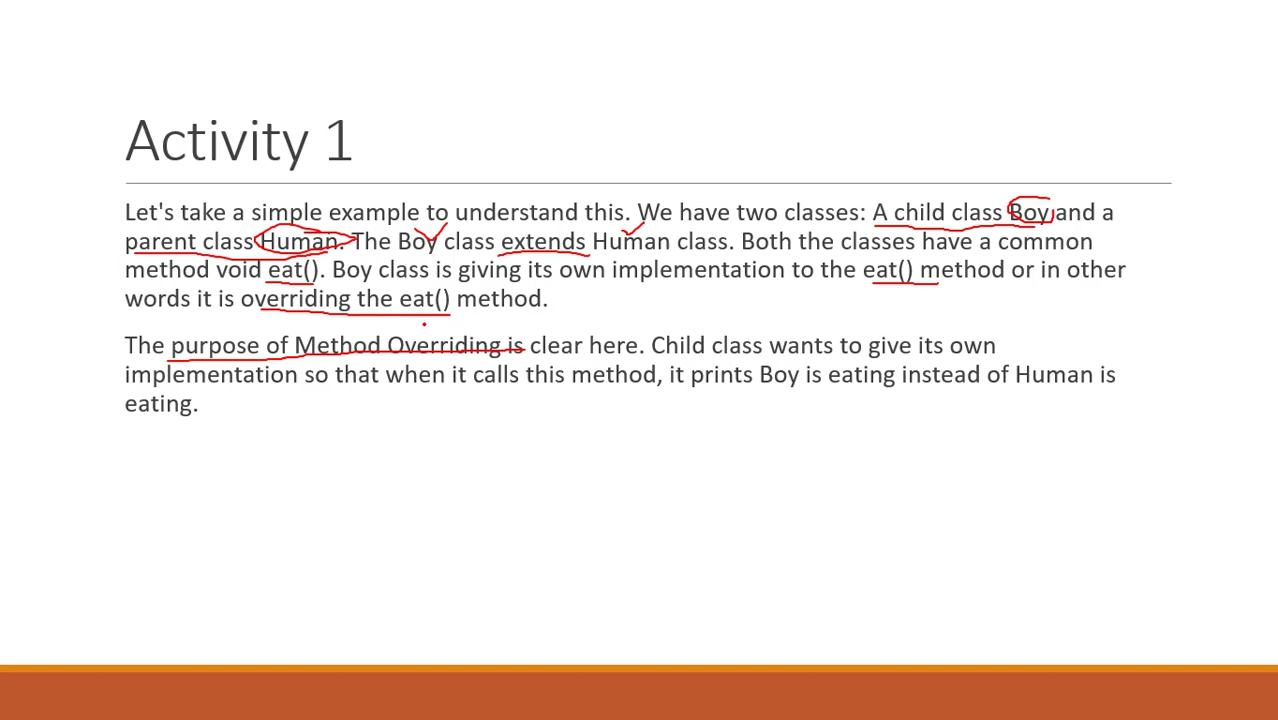 Activity 1
Let's take a simple example to understand this. We have two classes: A child class Boy and a
parent class Human. The Boy class extends Human class. Both the classes have a common
method void eat(). Boy class is giving its own implementation to the eat() method or in other
words it is overriding the eat() method.
The purpose of Method Overriding is clear here. Child class wants to give its own
implementation so that when it calls this method, it prints Boy is eating instead of Human is
eating.